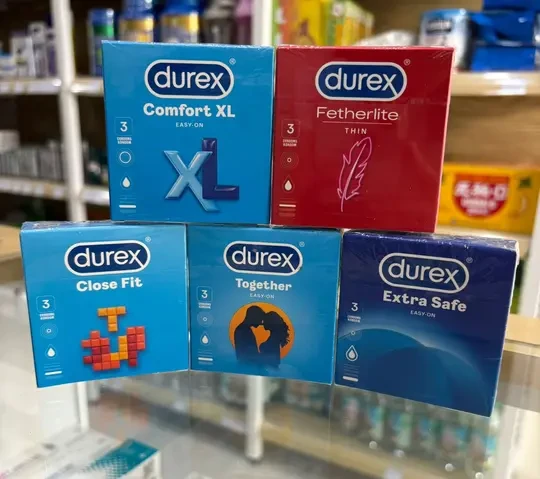 durex®
Comfort XL
EASY-ON
3
XL
durex®
Fetherlite
THIN
3
durex®
Close Fit
3
durex®
Together
EASY-ON
3
durex®
Extra Safe
EASY-ON
3